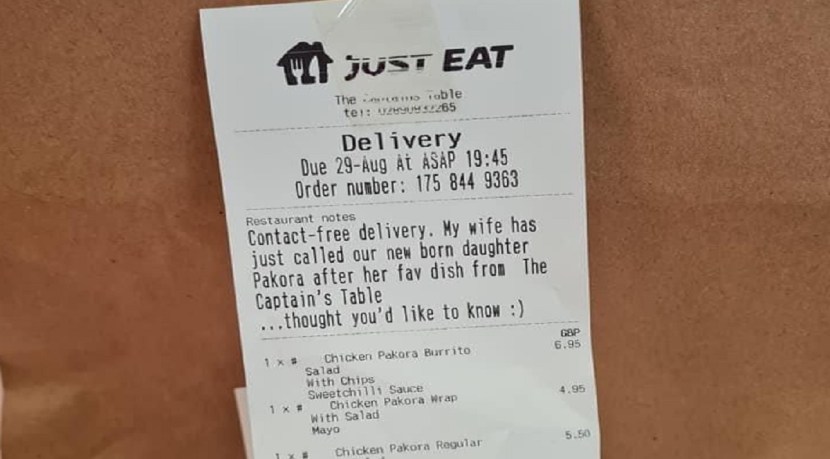 JUST EAT
The Captains Table
tel:
Delivery
Due 29-Aug At ASAP 19:45
Order number: 175 844 9363
Restaurant notes
Contact-free delivery. My wife has
just called our new born daughter
Pakora after her fav dish from The
Captain's Table
...thought you'd like to know :)
GBP
1 x # Chicken Pakora Burrito 6.95
Salad
With Chips
Sweetchilli Sauce
1 x # Chicken Pakora Wrap 4.95
With Salad
Mayo
1 x # Chicken Pakora Regular 5.50